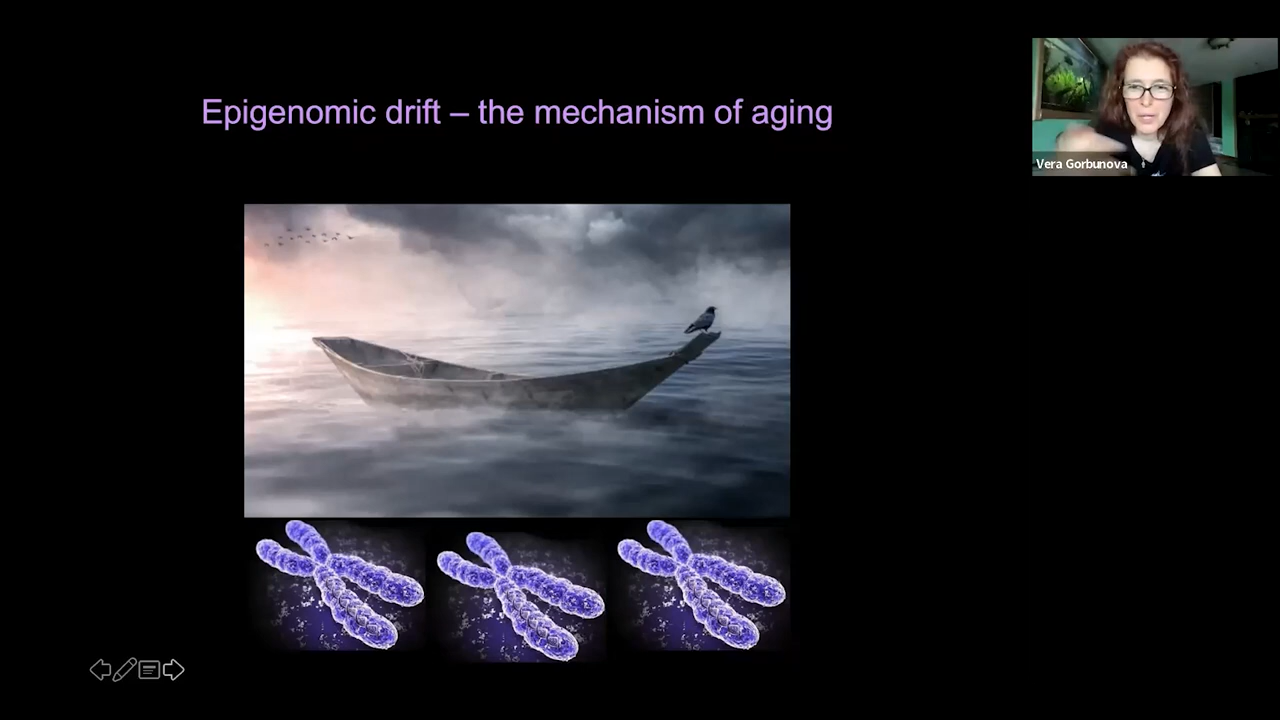 Epigenomic drift – the mechanism of aging
Vera Gorbunova